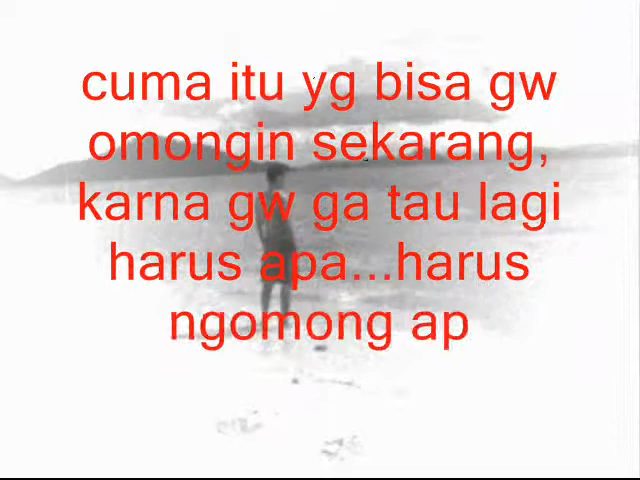 cuma itu yg bisa gw
omongin sekarang,
karna gw ga tau lagi
harus apa...harus
ngomong ap